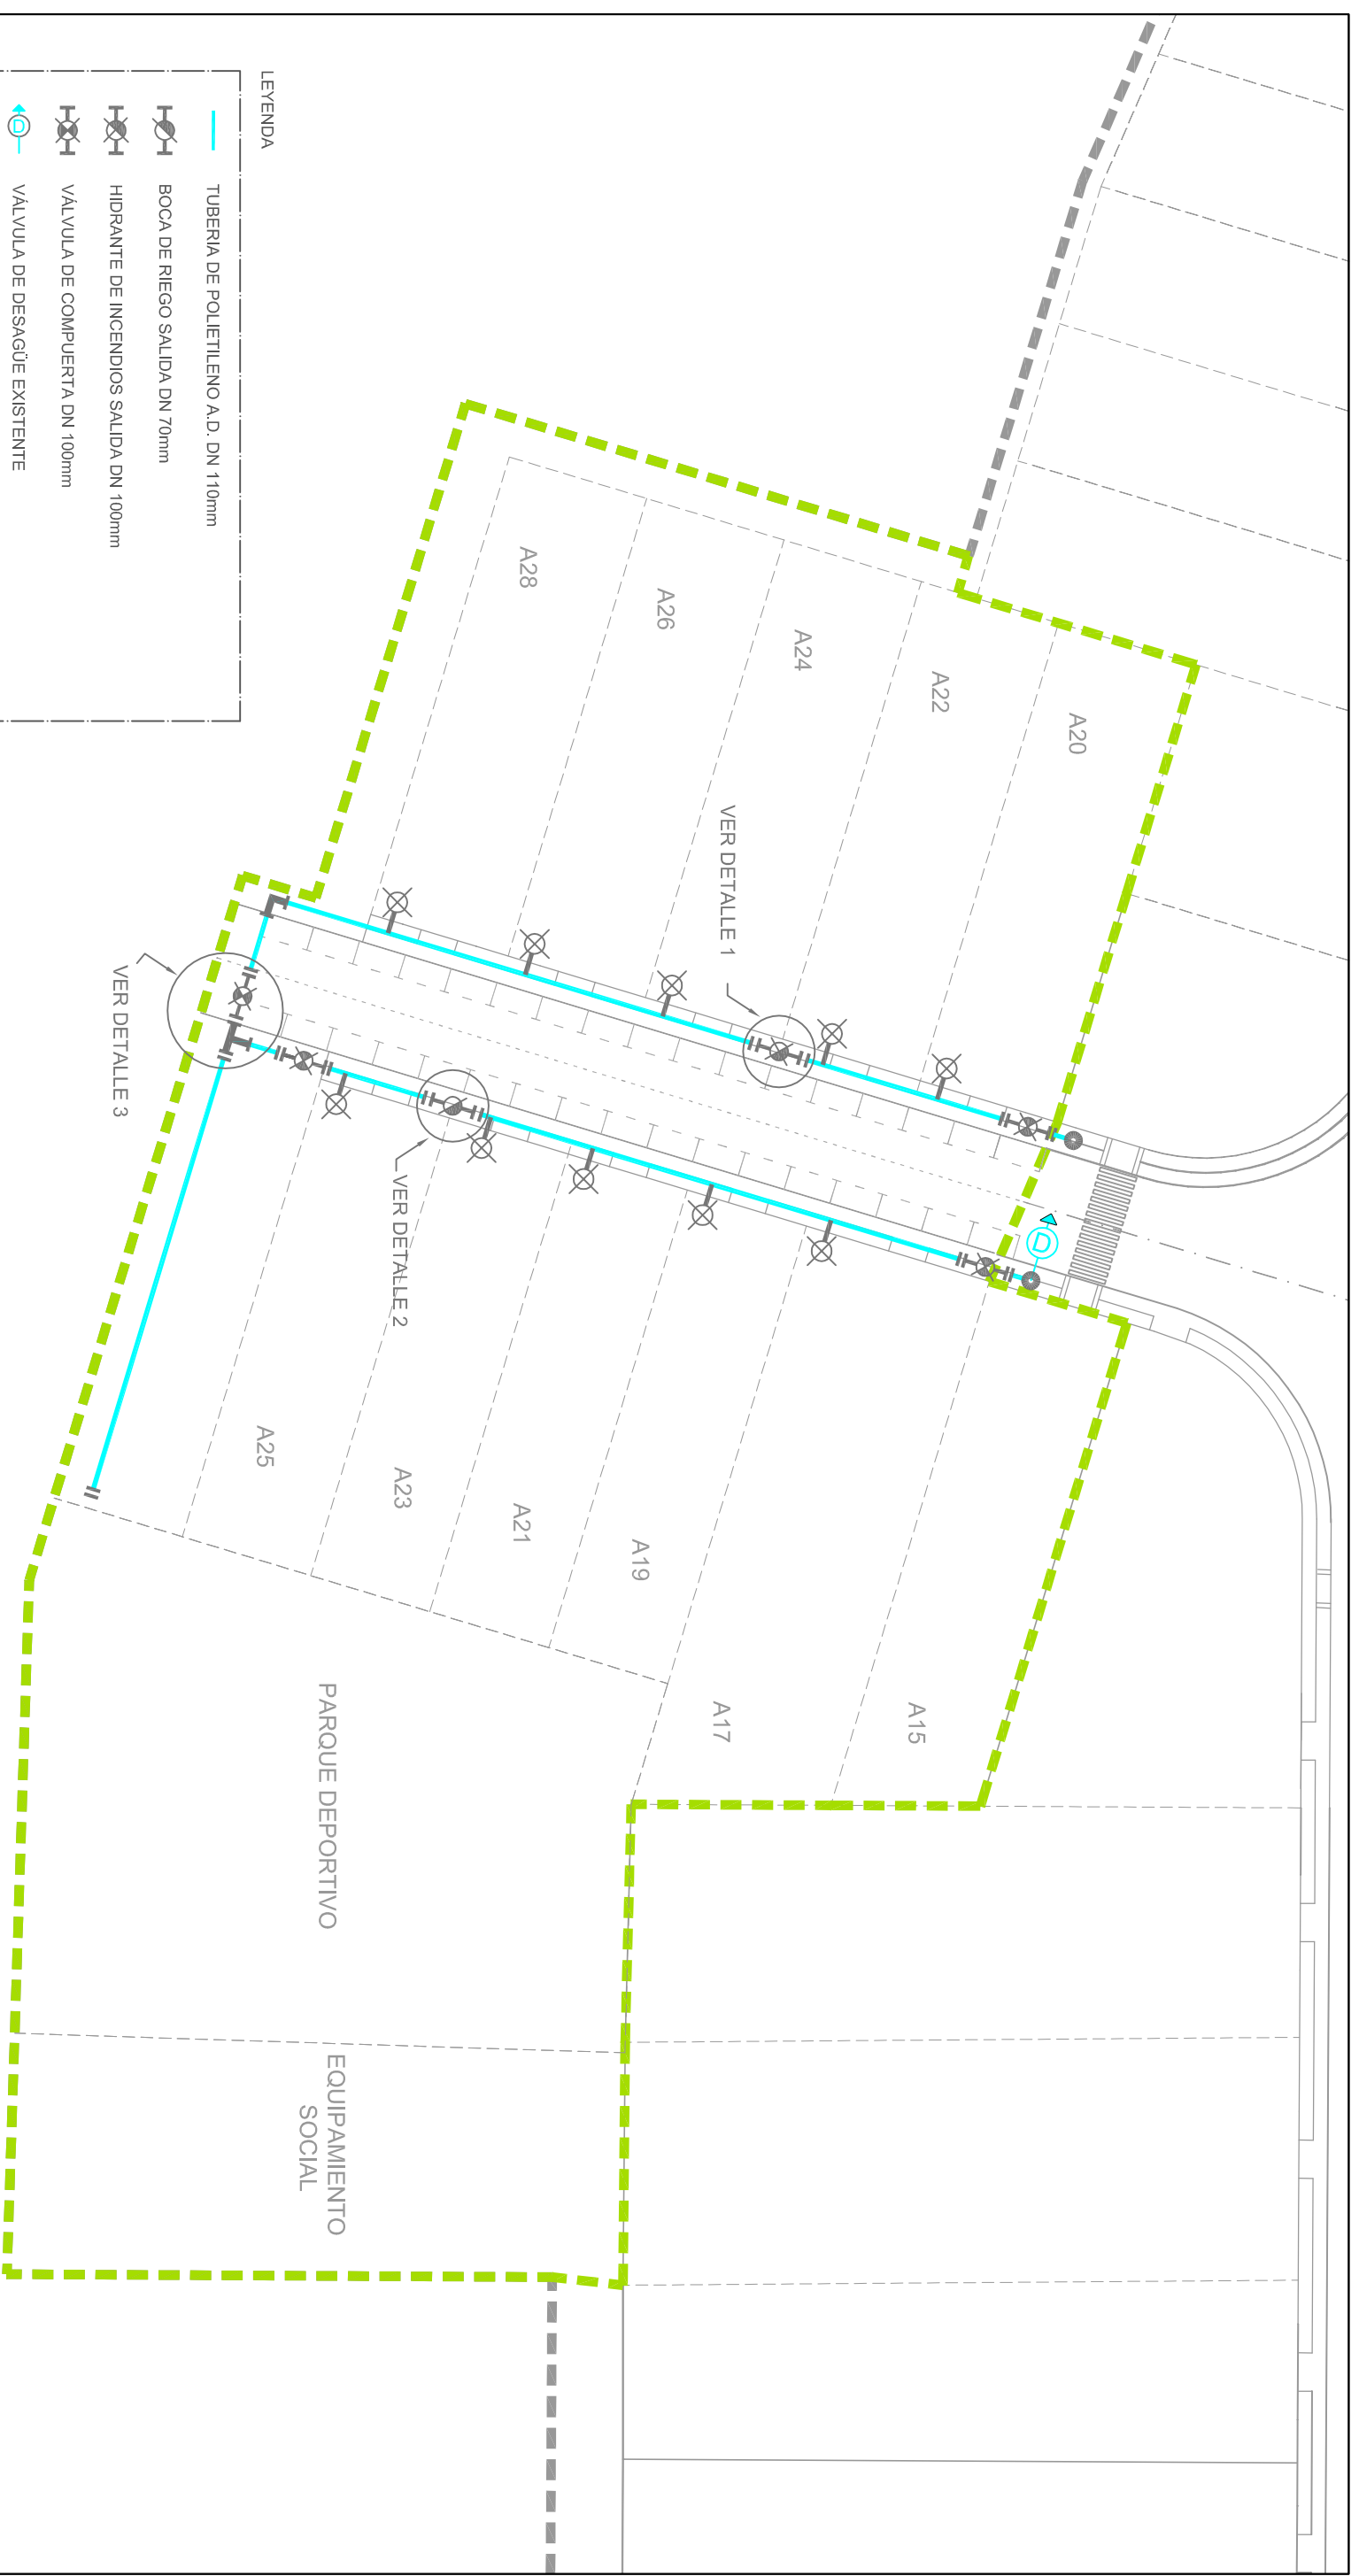 LEYENDA
TUBERIA DE POLIETILENO A.D. DN 110mm
BOCA DE RIEGO SALIDA DN 70mm
HIDRANTE DE INCENDIOS SALIDA DN 100mm
VÁLVULA DE COMPUERTA DN 100mm
D
VÁLVULA DE DESAGÜE EXISTENTE
A20
A22
A24
A26
A28
VER DETALLE 1
VER DETALLE 3
VER DETALLE 2
D
A25
A23
A21
A19
A17
A15
PARQUE DEPORTIVO
EQUIPAMIENTO
SOCIAL